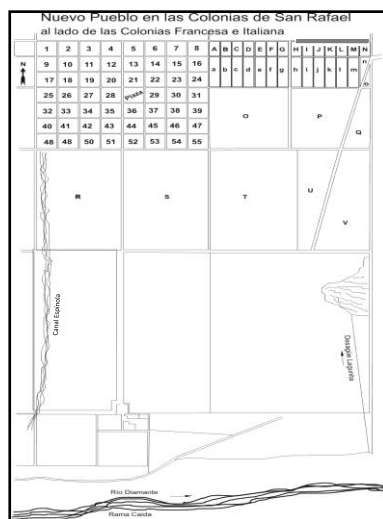 Nuevo Pueblo en las Colonias de San Rafael
al lado de las Colonias Francesa e Italiana
1 2 3 4 5 6 7 8 A B C D E F G H I J K L M N
N 9 10 11 12 13 14 15 16 a b c d e f g h i j k l m n
17 18 19 20 21 22 23 24
25 26 27 28 Plaza 29 30 31
32 33 34 35 36 37 38 39 O P
40 41 42 43 44 45 46 47 Q
48 48 50 51 52 53 54 55
R S T U
V
Canal Espinola
Desagüe Lagunita
Río Diamante
Rama Caida